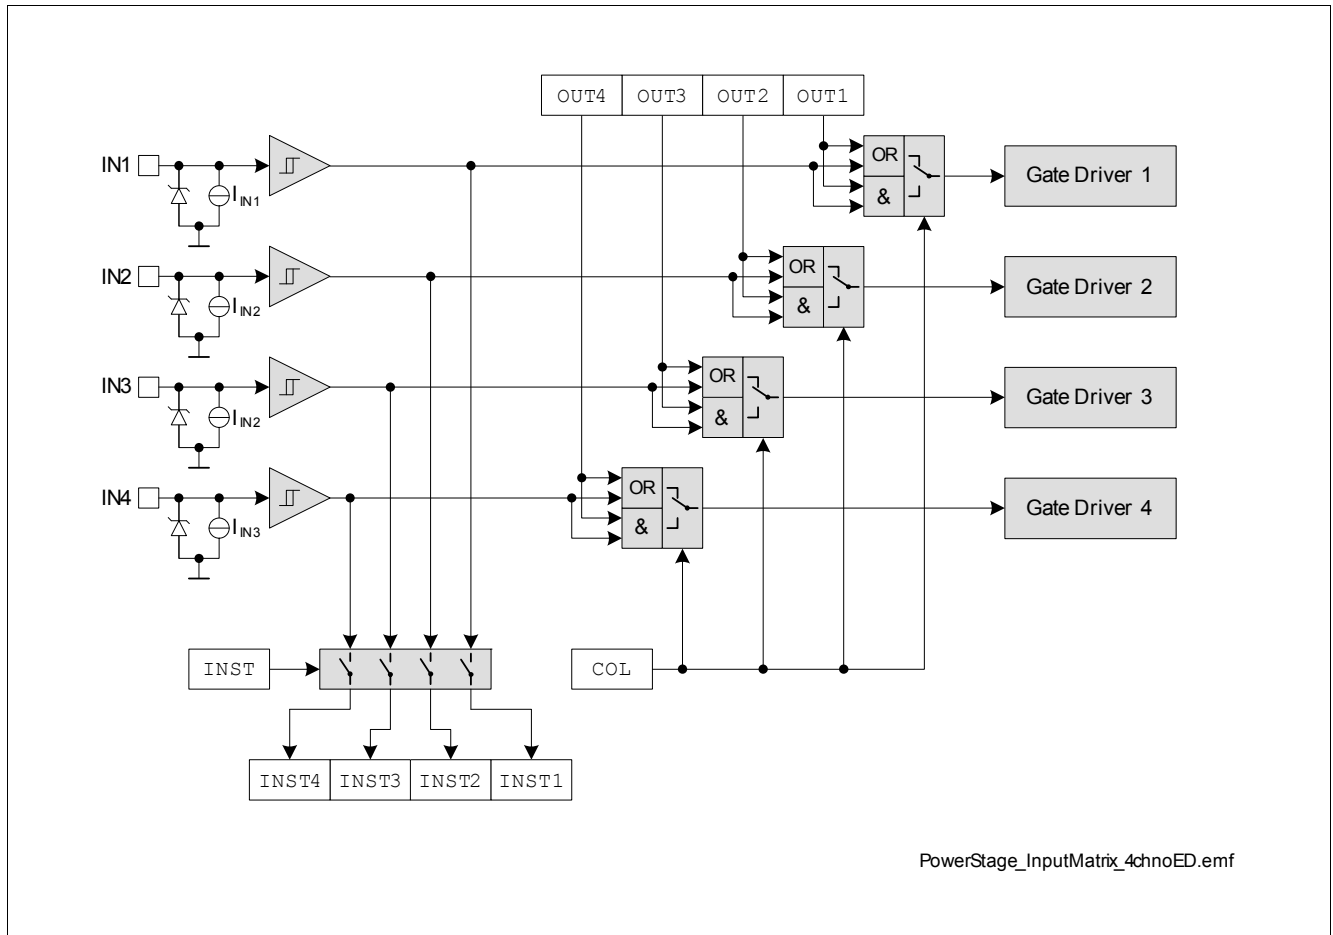 OUT4 OUT3 OUT2 OUT1
IN1
I IN1
OR
&
Gate Driver 1
IN2
I IN2
OR
&
Gate Driver 2
IN3
I IN2
OR
&
Gate Driver 3
IN4
I IN3
OR
&
Gate Driver 4
INST
COL
INST4 INST3 INST2 INST1
PowerStage_InputMatrix_4chnoED.emf